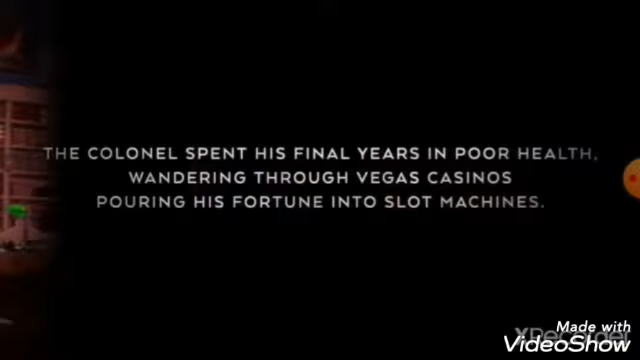 THE COLONEL SPENT HIS FINAL YEARS IN POOR HEALTH,
WANDERING THROUGH VEGAS CASINOS
POURING HIS FORTUNE INTO SLOT MACHINES.
Made with
XDecorder
VideoShow